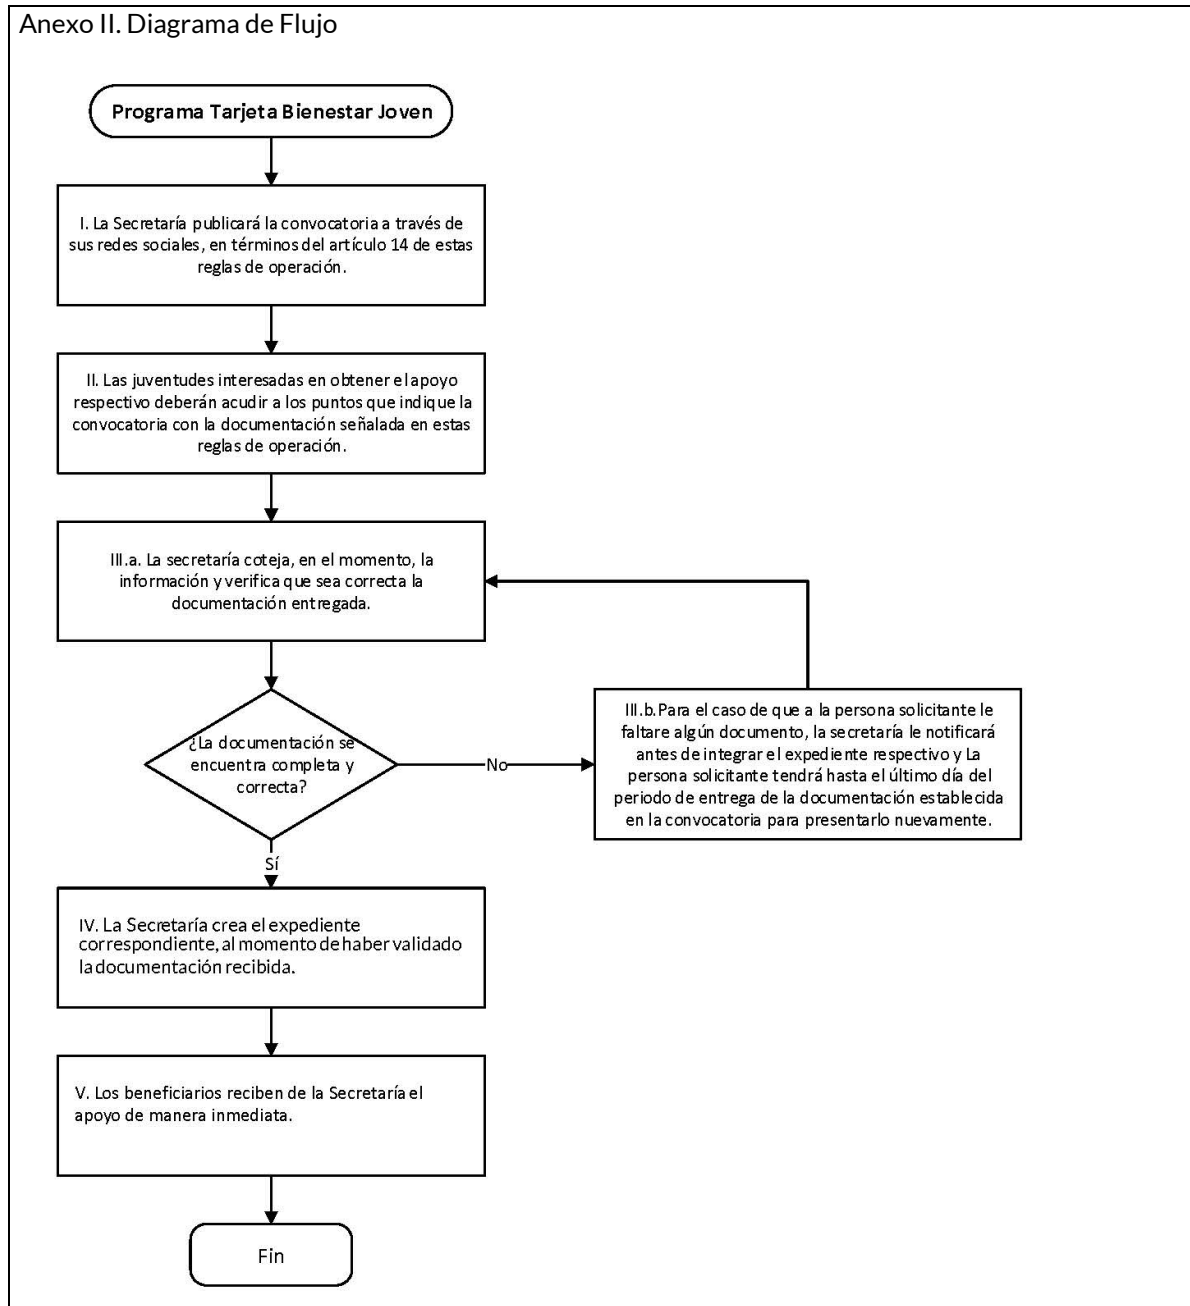 Anexo II. Diagrama de Flujo
Programa Tarjeta Bienestar Joven
I. La Secretaría publicará la convocatoria a través de
sus redes sociales, en términos del artículo 14 de estas
reglas de operación.
II. Las juventudes interesadas en obtener el apoyo
respectivo deberán acudir a los puntos que indique la
convocatoria con la documentación señalada en estas
reglas de operación.
III.a. La secretaría coteja, en el momento, la
información y verifica que sea correcta la
documentación entregada.
¿La documentación se
encuentra completa y
correcta?
No
III.b.Para el caso de que a la persona solicitante le
faltare algún documento, la secretaría le notificará
antes de integrar el expediente respectivo y La
persona solicitante tendrá hasta el último día del
periodo de entrega de la documentación establecida
en la convocatoria para presentarlo nuevamente.
Sí
IV. La Secretaría crea el expediente
correspondiente, al momento de haber validado
la documentación recibida.
V. Los beneficiarios reciben de la Secretaría el
apoyo de manera inmediata.
Fin